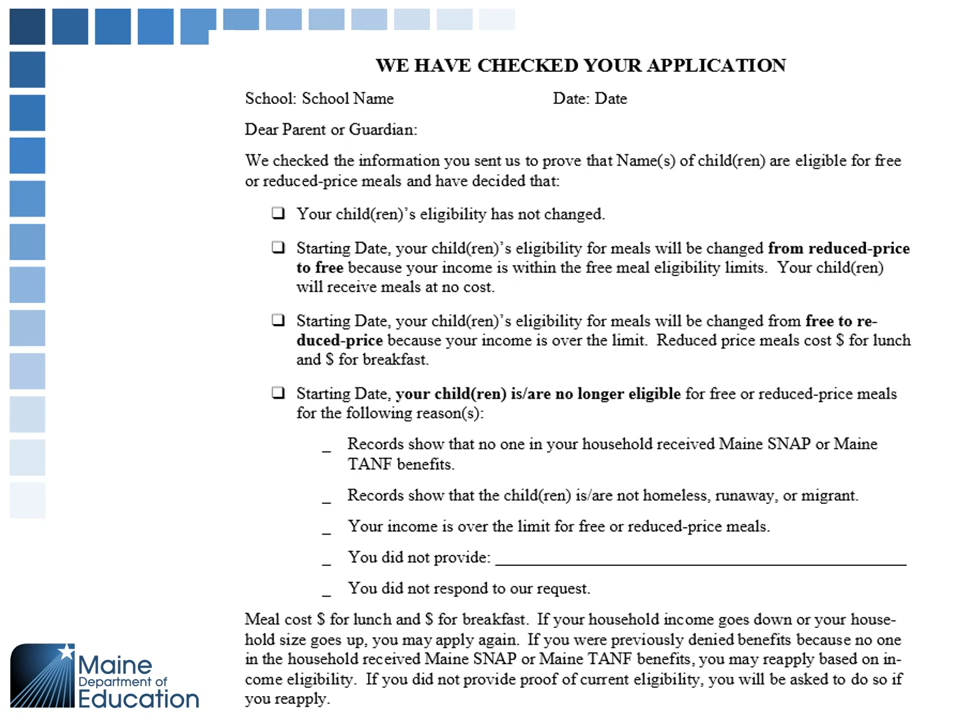 WE HAVE CHECKED YOUR APPLICATION
School: School Name Date: Date
Dear Parent or Guardian:
We checked the information you sent us to prove that Name(s) of child(ren) are eligible for free
or reduced-price meals and have decided that:
❑ Your child(ren)’s eligibility has not changed.
❑ Starting Date, your child(ren)’s eligibility for meals will be changed from reduced-price
to free because your income is within the free meal eligibility limits. Your child(ren)
will receive meals at no cost.
❑ Starting Date, your child(ren)’s eligibility for meals will be changed from free to re-
duced-price because your income is over the limit. Reduced price meals cost $ for lunch
and $ for breakfast.
❑ Starting Date, your child(ren) is/are no longer eligible for free or reduced-price meals
for the following reason(s):
_ Records show that no one in your household received Maine SNAP or Maine
TANF benefits.
_ Records show that the child(ren) is/are not homeless, runaway, or migrant.
_ Your income is over the limit for free or reduced-price meals.
_ You did not provide: ______________________________
_ You did not respond to our request.
Meal cost $ for lunch and $ for breakfast. If your household income goes down or your house-
hold size goes up, you may apply again. If you were previously denied benefits because no one
in the household received Maine SNAP or Maine TANF benefits, you may reapply based on in-
come eligibility. If you did not provide proof of current eligibility, you will be asked to do so if
you reapply.
Maine
Department of
Education